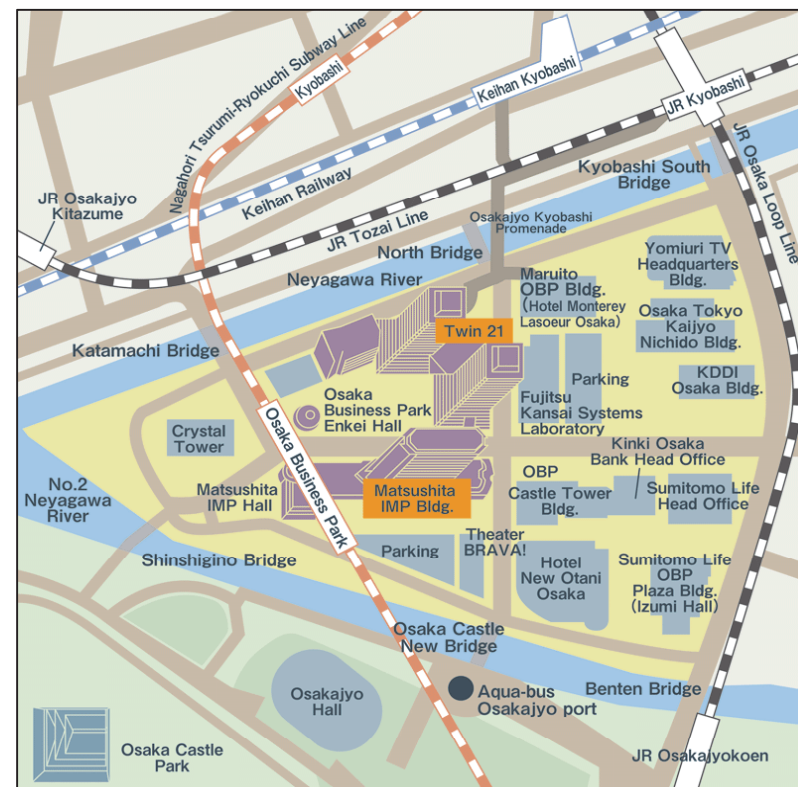 Nagahori Tsurumi-Ryokuchi Subway Line
Kyobashi
Keihan Kyobashi
JR Kyobashi
JR Osaka Loop Line
Kyobashi South
Bridge
JR Osakajyo
Kitazume
Keihan Railway
JR Tozai Line
Osakajyo Kyobashi
Promenade
North Bridge
Neyagawa River
Maruito
OBP Bldg.
(Hotel Monterey
Lasoeur Osaka)
Yomiuri TV
Headquarters
Bldg.
Twin 21
Osaka Tokyo
Kaijyo
Nichido Bldg.
Katamachi Bridge
Parking
KDDI
Osaka Bldg.
Osaka
Business Park
Enkei Hall
Fujitsu
Kansai Systems
Laboratory
Crystal
Tower
Osaka Business Park
Kinki Osaka
Bank Head Office
No.2
Neyagawa
River
Matsushita
IMP Hall
Matsushita
IMP Bldg.
OBP
Castle Tower
Bldg.
Sumitomo Life
Head Office
Shinshigino Bridge
Parking
Theater
BRAVA!
Hotel
New Otani
Osaka
Sumitomo Life
OBP
Plaza Bldg.
(Izumi Hall)
Osaka Castle
New Bridge
Osakajyo
Hall
Aqua-bus
Osakajyo port
Benten Bridge
Osaka Castle
Park
JR Osakajyokoen